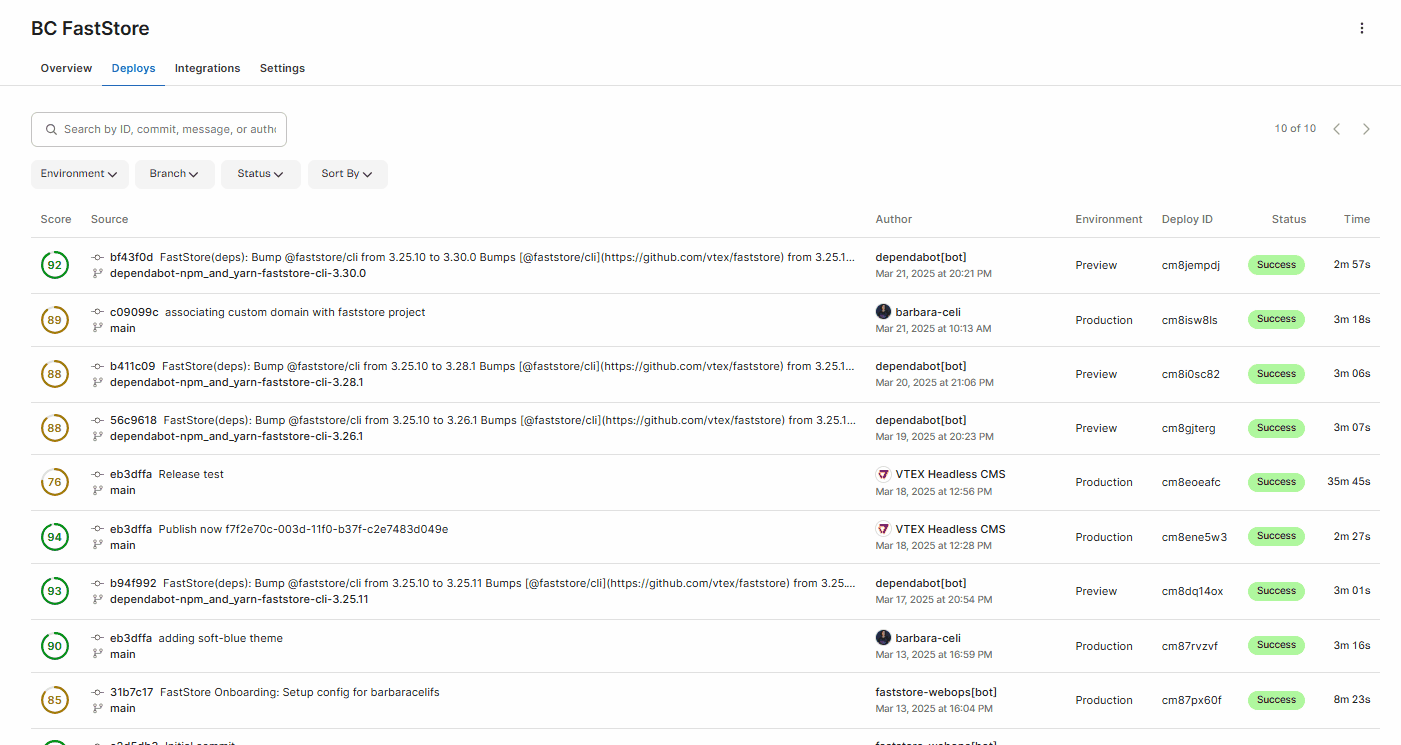 BC FastStore
Overview Deploys Integrations Settings
Search by ID, commit, message, or autho
10 of 10
Environment Branch Status Sort By
Score Source Author Environment Deploy ID Status Time
92 bf43f0d FastStore(deps): Bump @faststore/cli from 3.25.10 to 3.30.0 Bumps [@faststore/cli](https://github.com/vtex/faststore) from 3.25.1... dependabot[bot] Preview cm8jempdj Success 2m 57s
dependabot-npm_and_yarn-faststore-cli-3.30.0 Mar 21, 2025 at 20:21 PM
89 c09099c associating custom domain with faststore project barbara-celi Production cm8isw8ls Success 3m 18s
main Mar 21, 2025 at 10:13 AM
88 b411c09 FastStore(deps): Bump @faststore/cli from 3.25.10 to 3.28.1 Bumps [@faststore/cli](https://github.com/vtex/faststore) from 3.25.1... dependabot[bot] Preview cm8i0sc82 Success 3m 06s
dependabot-npm_and_yarn-faststore-cli-3.28.1 Mar 20, 2025 at 21:06 PM
88 56c9618 FastStore(deps): Bump @faststore/cli from 3.25.10 to 3.26.1 Bumps [@faststore/cli](https://github.com/vtex/faststore) from 3.25.1... dependabot[bot] Preview cm8gjterg Success 3m 07s
dependabot-npm_and_yarn-faststore-cli-3.26.1 Mar 19, 2025 at 20:23 PM
76 eb3dffa Release test VTEX Headless CMS Production cm8eoeafc Success 35m 45s
main Mar 18, 2025 at 12:56 PM
94 eb3dffa Publish now f7f2e70c-003d-11f0-b37f-c2e7483d049e VTEX Headless CMS Production cm8ene5w3 Success 2m 27s
main Mar 18, 2025 at 12:28 PM
93 b94f992 FastStore(deps): Bump @faststore/cli from 3.25.10 to 3.25.11 Bumps [@faststore/cli](https://github.com/vtex/faststore) from 3.25.... dependabot[bot] Preview cm8dq14ox Success 3m 01s
dependabot-npm_and_yarn-faststore-cli-3.25.11 Mar 17, 2025 at 20:54 PM
90 eb3dffa adding soft-blue theme barbara-celi Production cm87rvzvf Success 3m 16s
main Mar 13, 2025 at 16:59 PM
85 31b7c17 FastStore Onboarding: Setup config for barbaracelifs faststore-webops[bot] Production cm87px60f Success 8m 23s
main Mar 13, 2025 at 16:04 PM
Initial commit faststore-webops[bot]